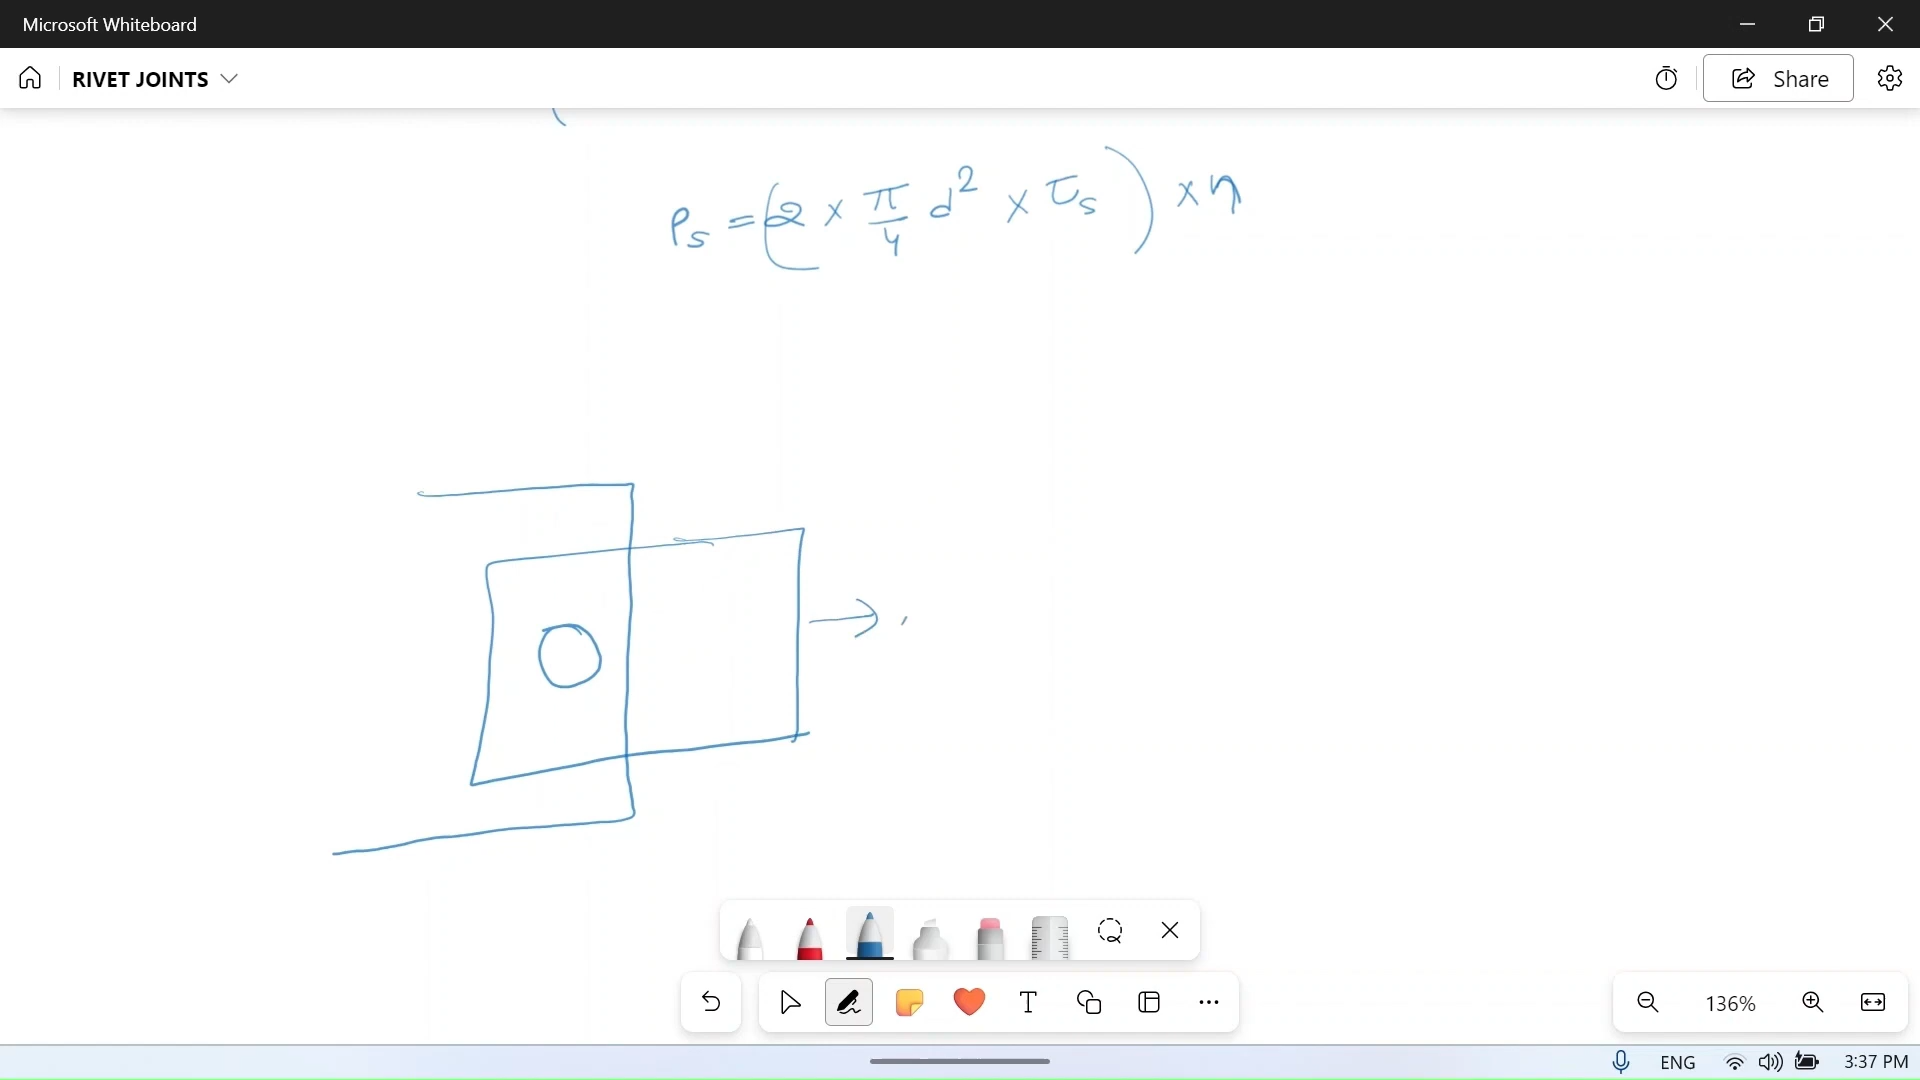 Microsoft Whiteboard
RIVET JOINTS
Share
Ps = (2 × π/4 d² × τs) × η
T
136%
ENG
3:37 PM